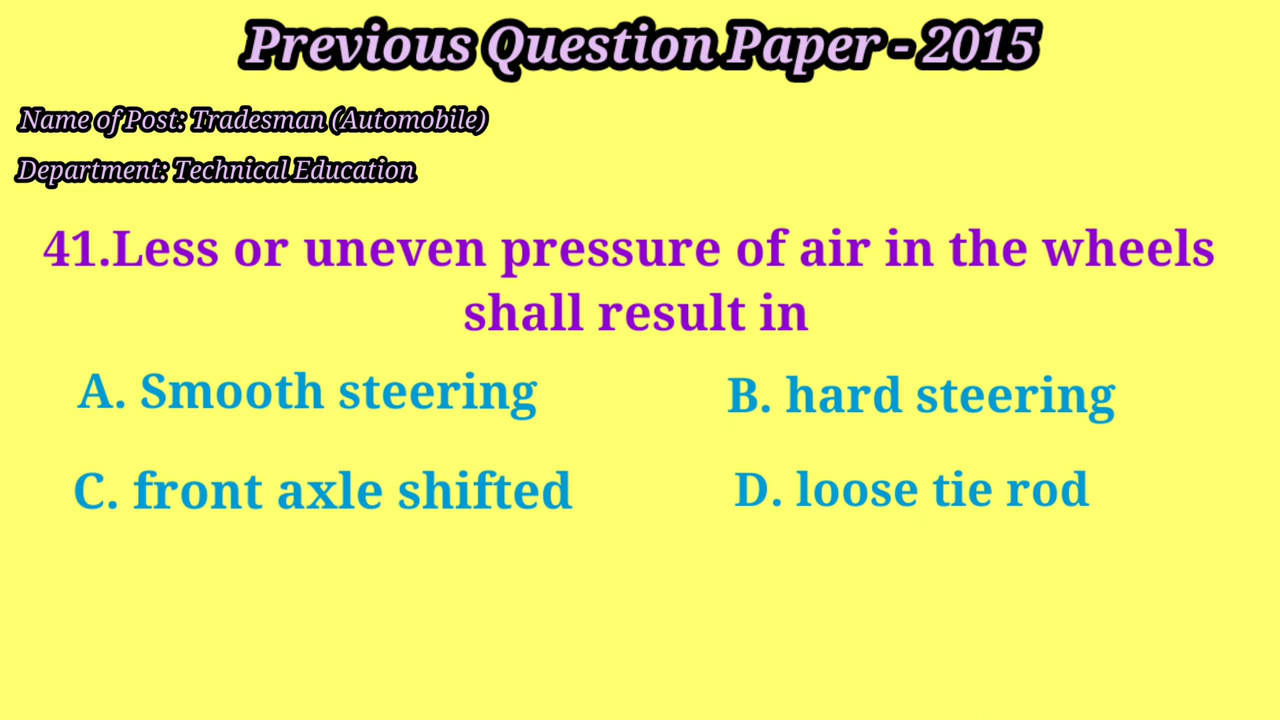 Previous Question Paper - 2015
Name of Post: Tradesman (Automobile)
Department: Technical Education
41.Less or uneven pressure of air in the wheels
shall result in
A. Smooth steering
B. hard steering
C. front axle shifted
D. loose tie rod